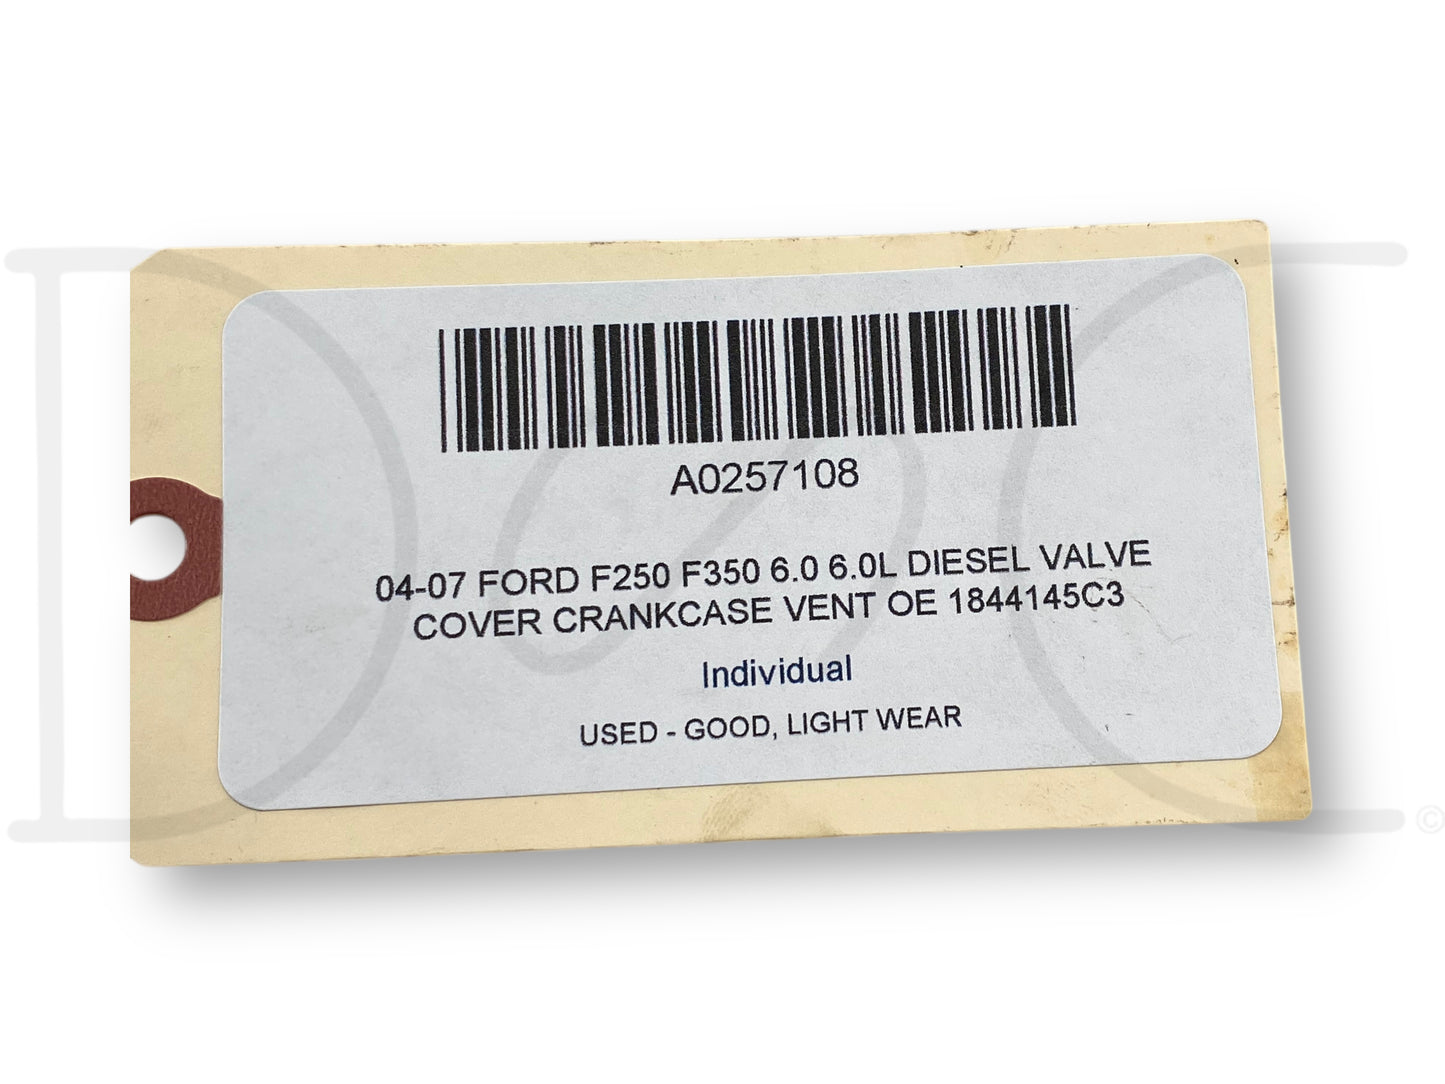 A0257108
04-07 FORD F250 F350 6.0 6.0L DIESEL VALVE
COVER CRANKCASE VENT OE 1844145C3
Individual
USED - GOOD, LIGHT WEAR
©